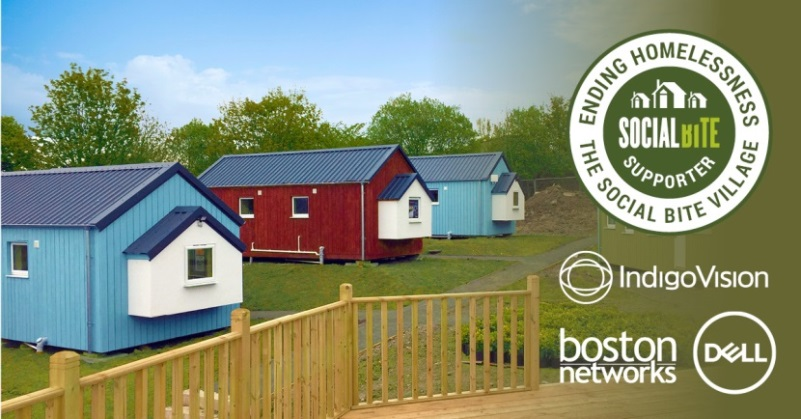 ENDING HOMELESSNESS
SOCIAL BITE
SUPPORTER
THE SOCIAL BITE VILLAGE
IndigoVision
boston
networks
DELL